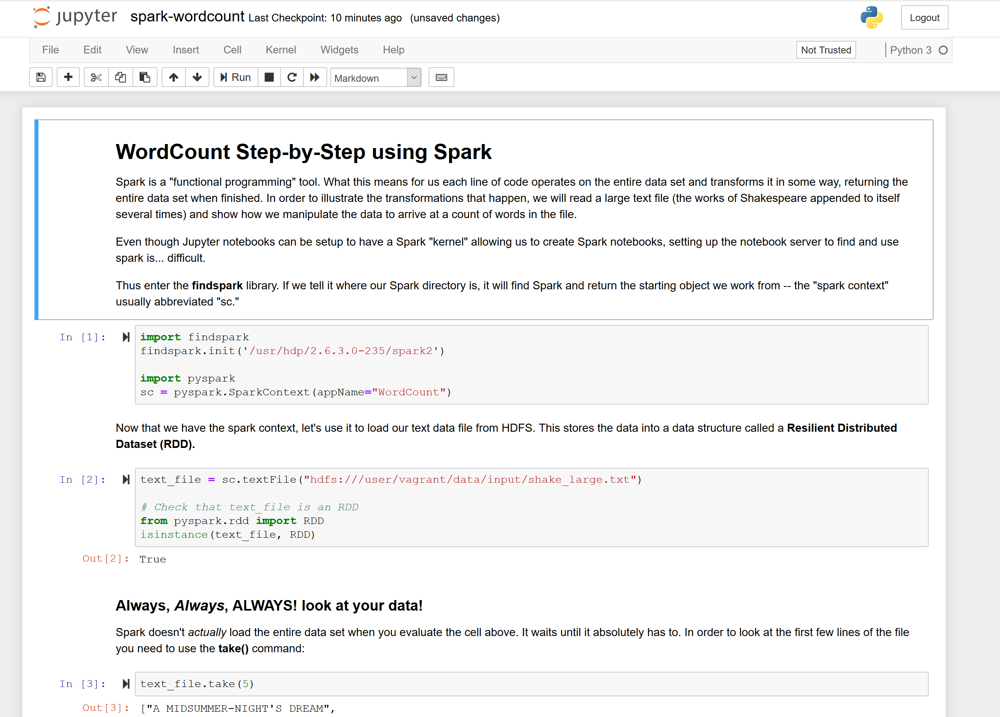 jupyter spark-wordcount Last Checkpoint: 10 minutes ago (unsaved changes) Logout
File Edit View Insert Cell Kernel Widgets Help Not Trusted Python 3
Run Markdown
WordCount Step-by-Step using Spark
Spark is a "functional programming" tool. What this means for us each line of code operates on the entire data set and transforms it in some way, returning the
entire data set when finished. In order to illustrate the transformations that happen, we will read a large text file (the works of Shakespeare appended to itself
several times) and show how we manipulate the data to arrive at a count of words in the file.
Even though Jupyter notebooks can be setup to have a Spark "kernel" allowing us to create Spark notebooks, setting up the notebook server to find and use
spark is... difficult.
Thus enter the findspark library. If we tell it where our Spark directory is, it will find Spark and return the starting object we work from -- the "spark context"
usually abbreviated "sc."
In [1]: import findspark
findspark.init('/usr/hdp/2.6.3.0-235/spark2')
import pyspark
sc = pyspark.SparkContext(appName="WordCount")
Now that we have the spark context, let's use it to load our text data file from HDFS. This stores the data into a data structure called a Resilient Distributed
Dataset (RDD).
In [2]: text_file = sc.textFile("hdfs:///user/vagrant/data/input/shake_large.txt")
# Check that text_file is an RDD
from pyspark.rdd import RDD
isinstance(text_file, RDD)
Out[2]: True
Always, Always, ALWAYS! look at your data!
Spark doesn't actually load the entire data set when you evaluate the cell above. It waits until it absolutely has to. In order to look at the first few lines of the file
you need to use the take() command:
In [3]: text_file.take(5)
Out[3]: ["A MIDSUMMER-NIGHT'S DREAM",